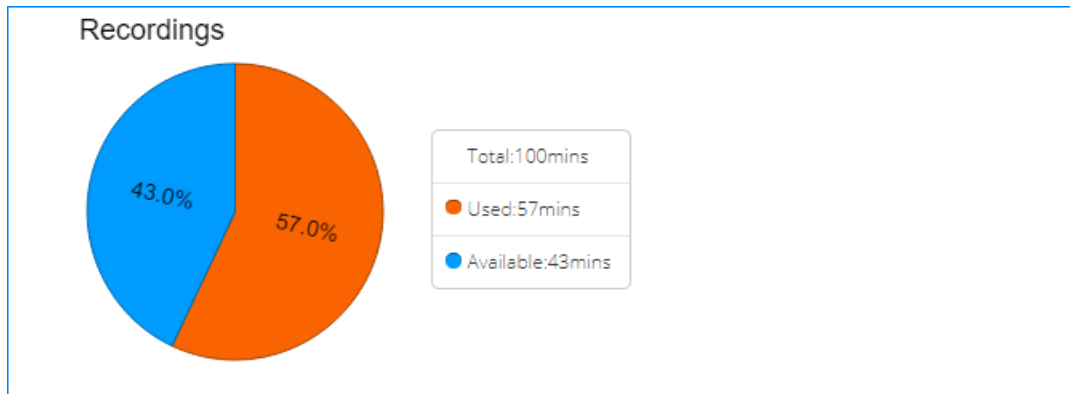 Recordings
43.0%
57.0%
Total:100mins
Used:57mins
Available:43mins